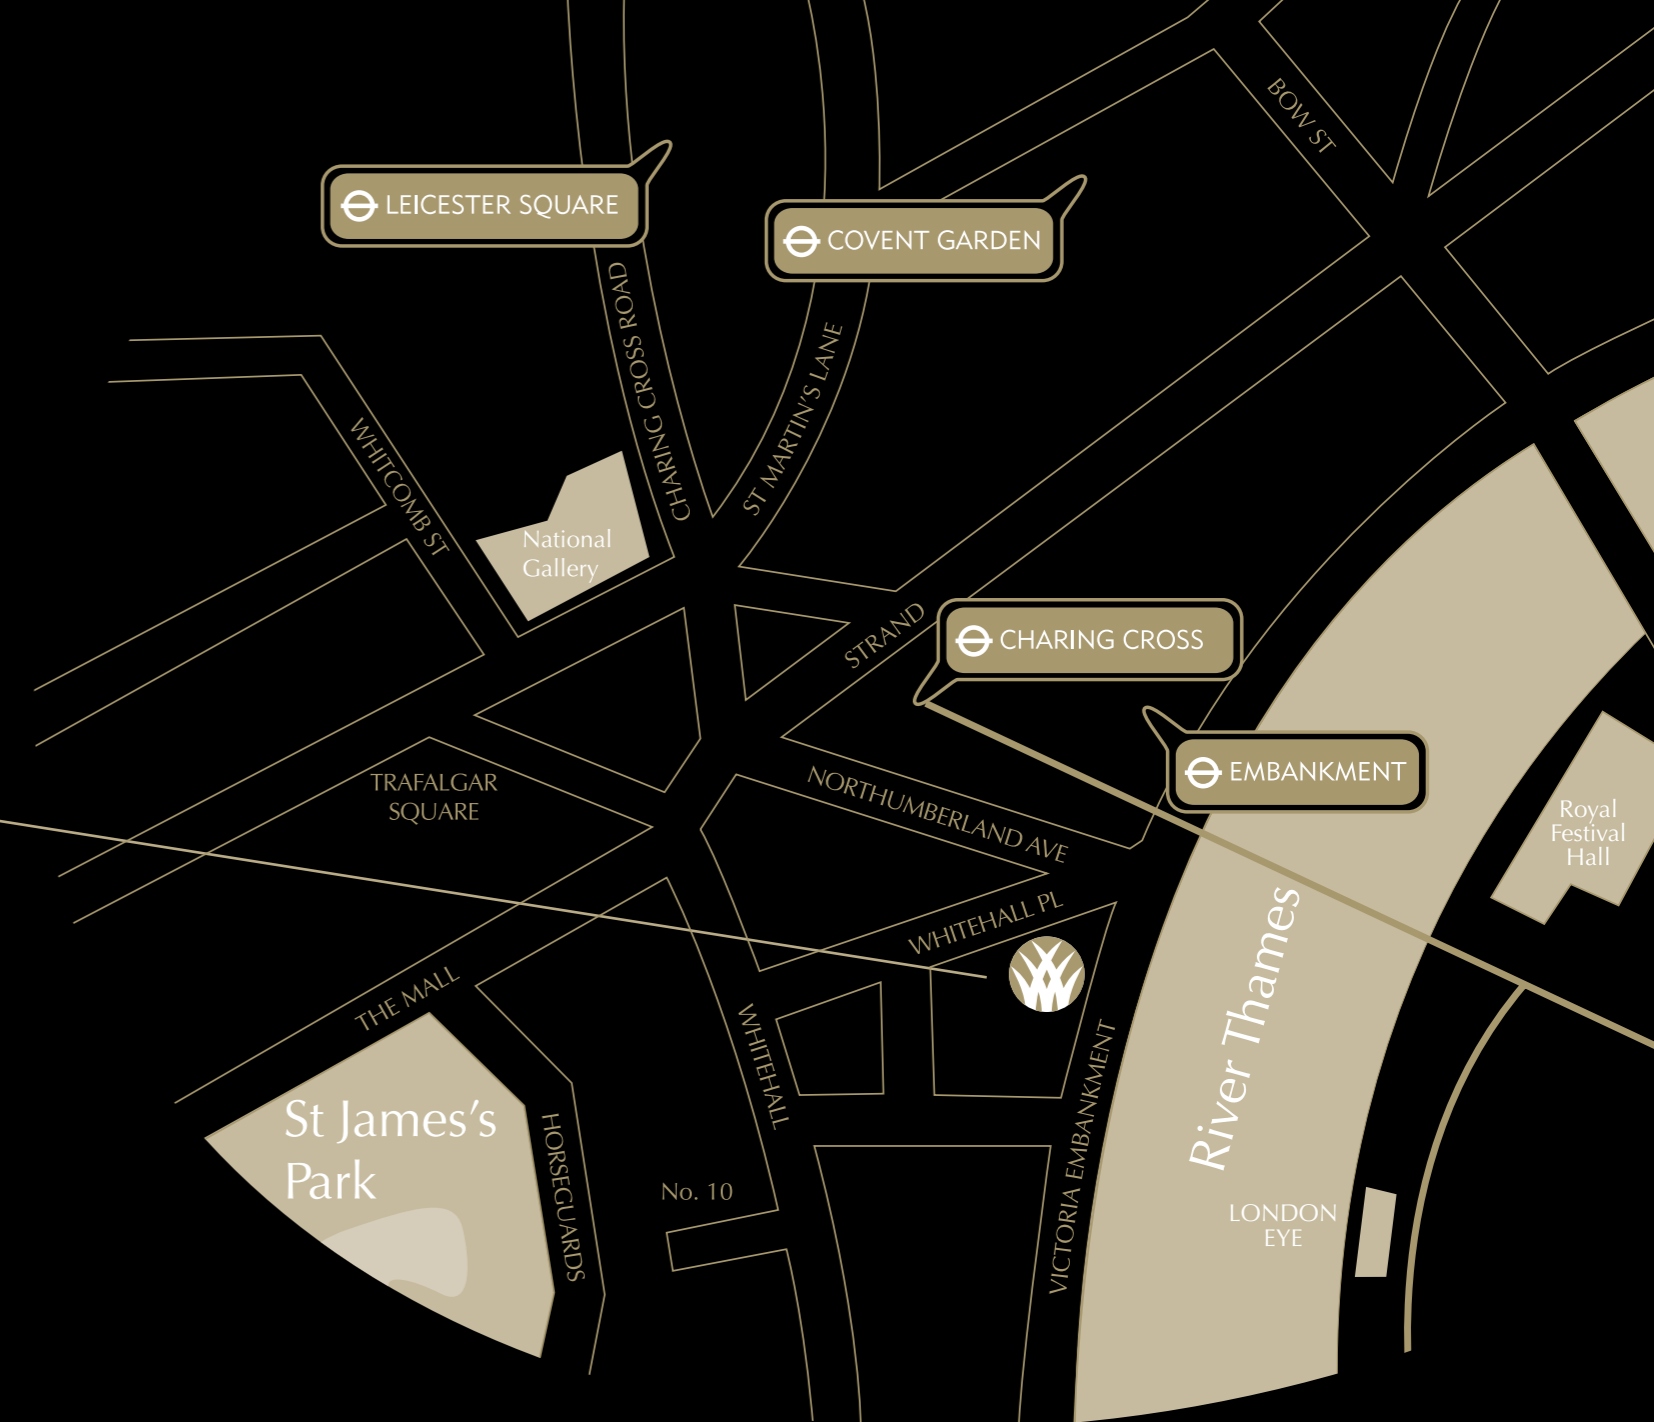 BOW ST
LEICESTER SQUARE
COVENT GARDEN
CHARING CROSS ROAD
ST MARTIN'S LANE
WHITCOMB ST
National
Gallery
STRAND
CHARING CROSS
EMBANKMENT
TRAFALGAR
SQUARE
NORTHUMBERLAND AVE
Royal
Festival
Hall
WHITEHALL PL
THE MALL
WHITEHALL
River Thames
St James's
Park
HORSEGUARDS
No. 10
VICTORIA EMBANKMENT
LONDON
EYE